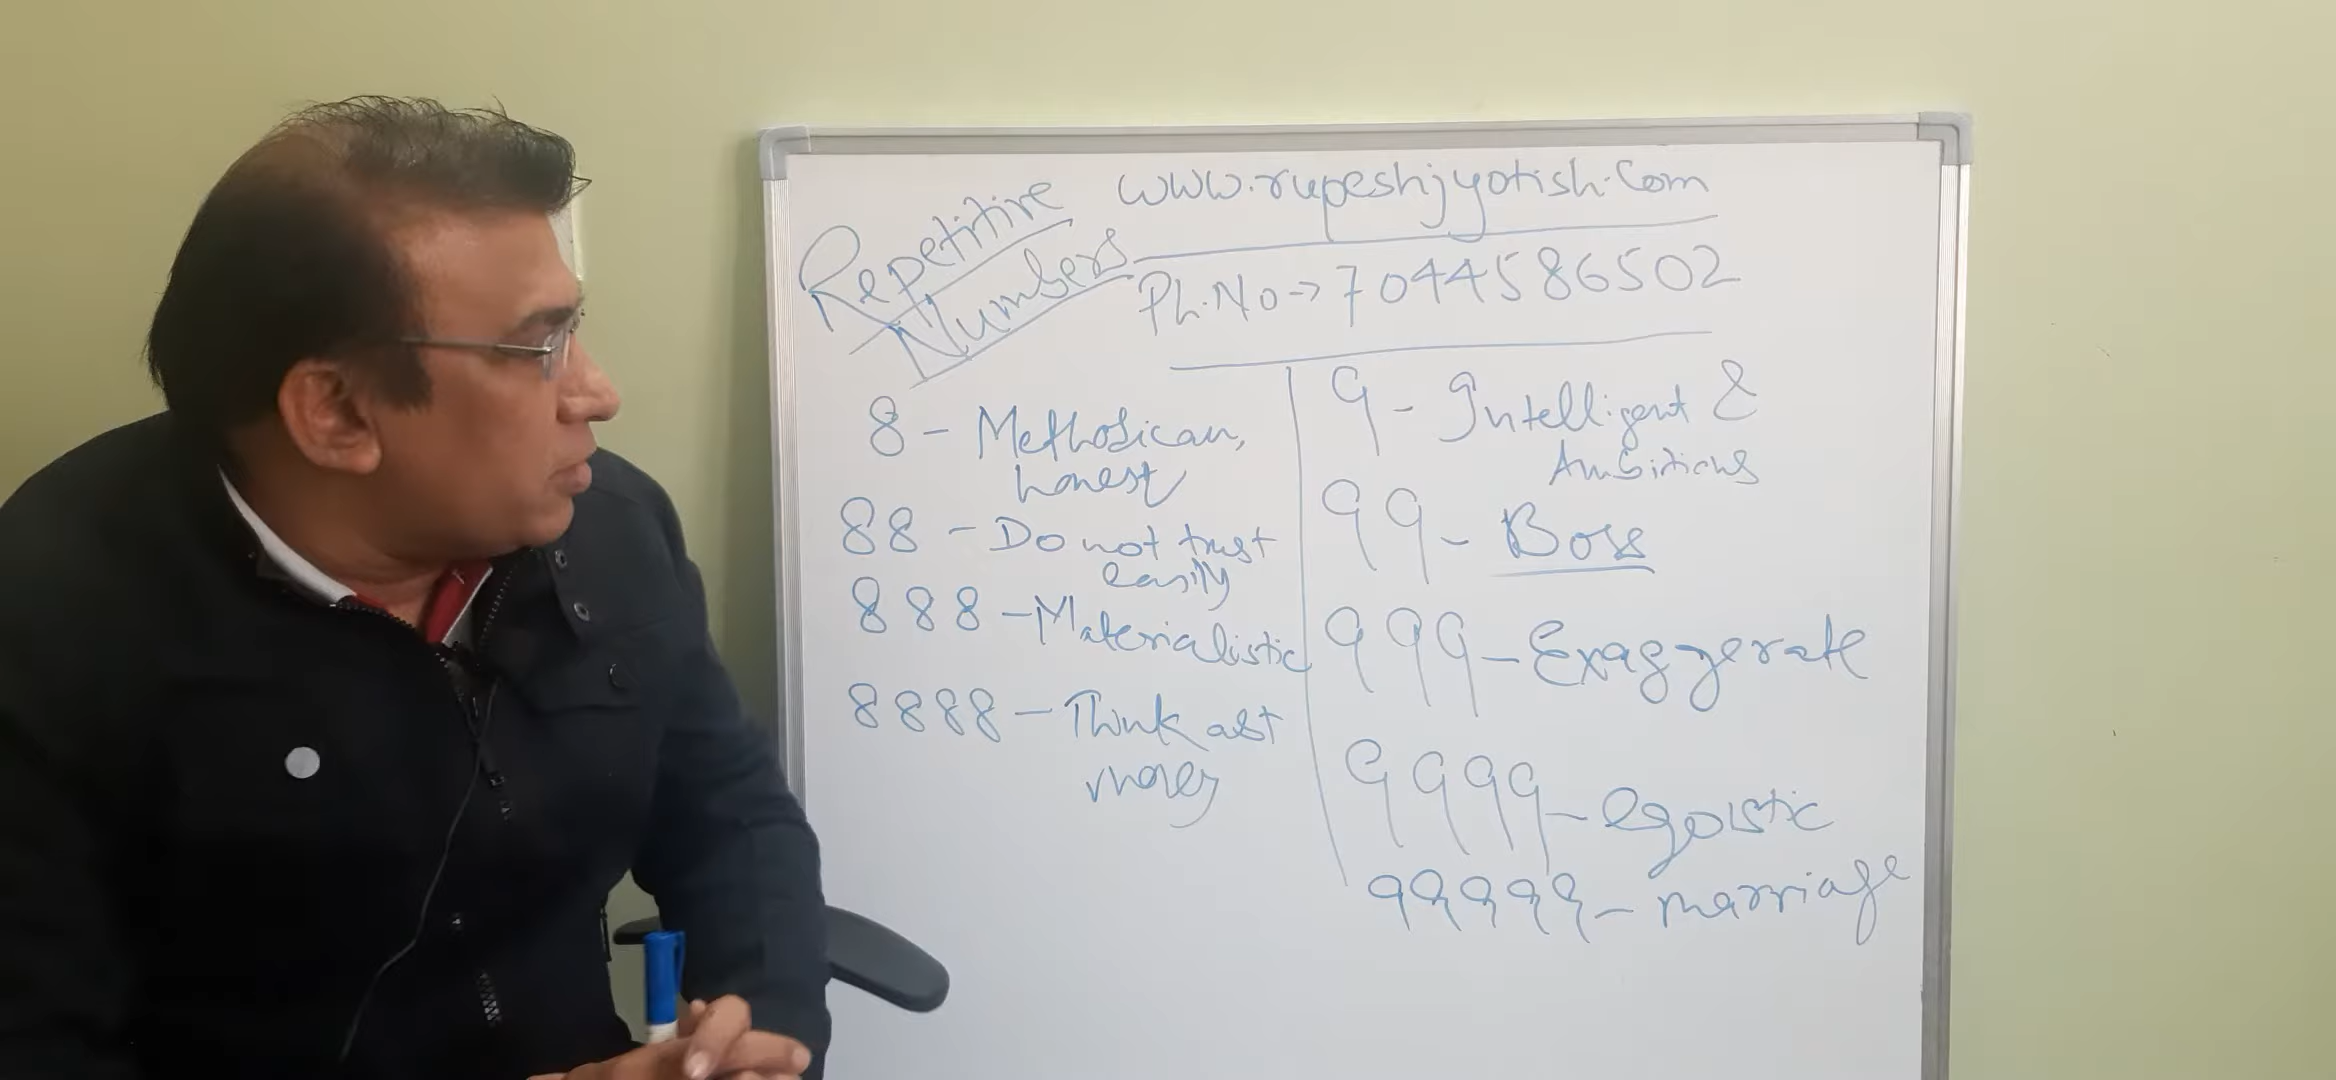 Repetitive
Numbers
www.rupeshjyotish.com
Ph.No→7044586502
8- Methodican,
honest
88 - Do not trust
easily
888 -Materialistic
8888 - Think abt
money
9- Intelligent &
Ambitious
99- Boss
999-Exaggerate
9999-egoistic
99999- marriage